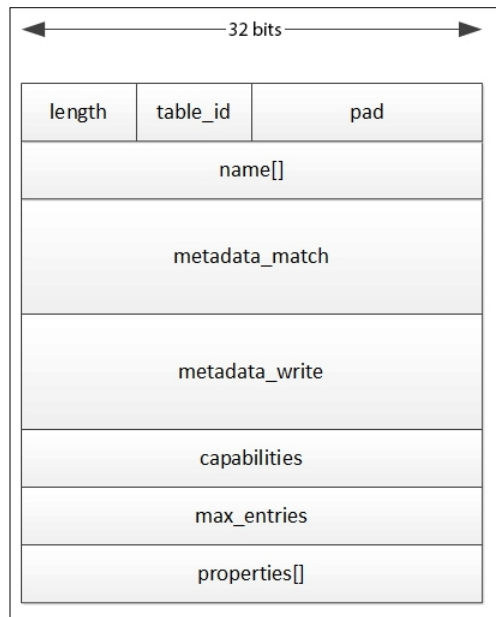 32 bits
length table_id pad
name[]
metadata_match
metadata_write
capabilities
max_entries
properties[]